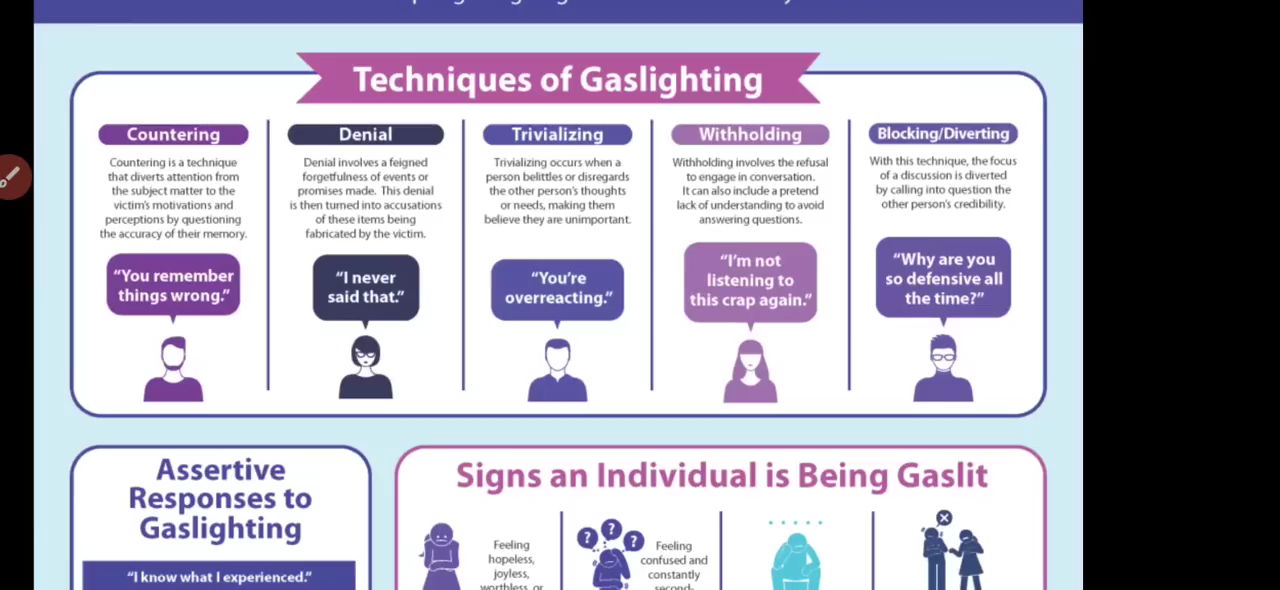 Techniques of Gaslighting
Countering
Countering is a technique
that diverts attention from
the subject matter to the
victim's motivations and
perceptions by questioning
the accuracy of their memory.
"You remember
things wrong."
Denial
Denial involves a feigned
forgetfulness of events or
promises made. This denial
is then turned into accusations
of these items being
fabricated by the victim.
"I never
said that."
Trivializing
Trivializing occurs when a
person belittles or disregards
the other person's thoughts
or needs, making them
believe they are unimportant.
"You're
overreacting."
Withholding
Withholding involves the refusal
to engage in conversation.
It can also include a pretend
lack of understanding to avoid
answering questions.
"I'm not
listening to
this crap again."
Blocking/Diverting
With this technique, the focus
of a discussion is diverted
by calling into question the
other person's credibility.
"Why are you
so defensive all
the time?"
Assertive
Responses to
Gaslighting
"I know what I experienced."
Signs an Individual is Being Gaslit
Feeling
hopeless,
joyless,
worthless, or
? ? ?
Feeling
confused and
constantly
second-